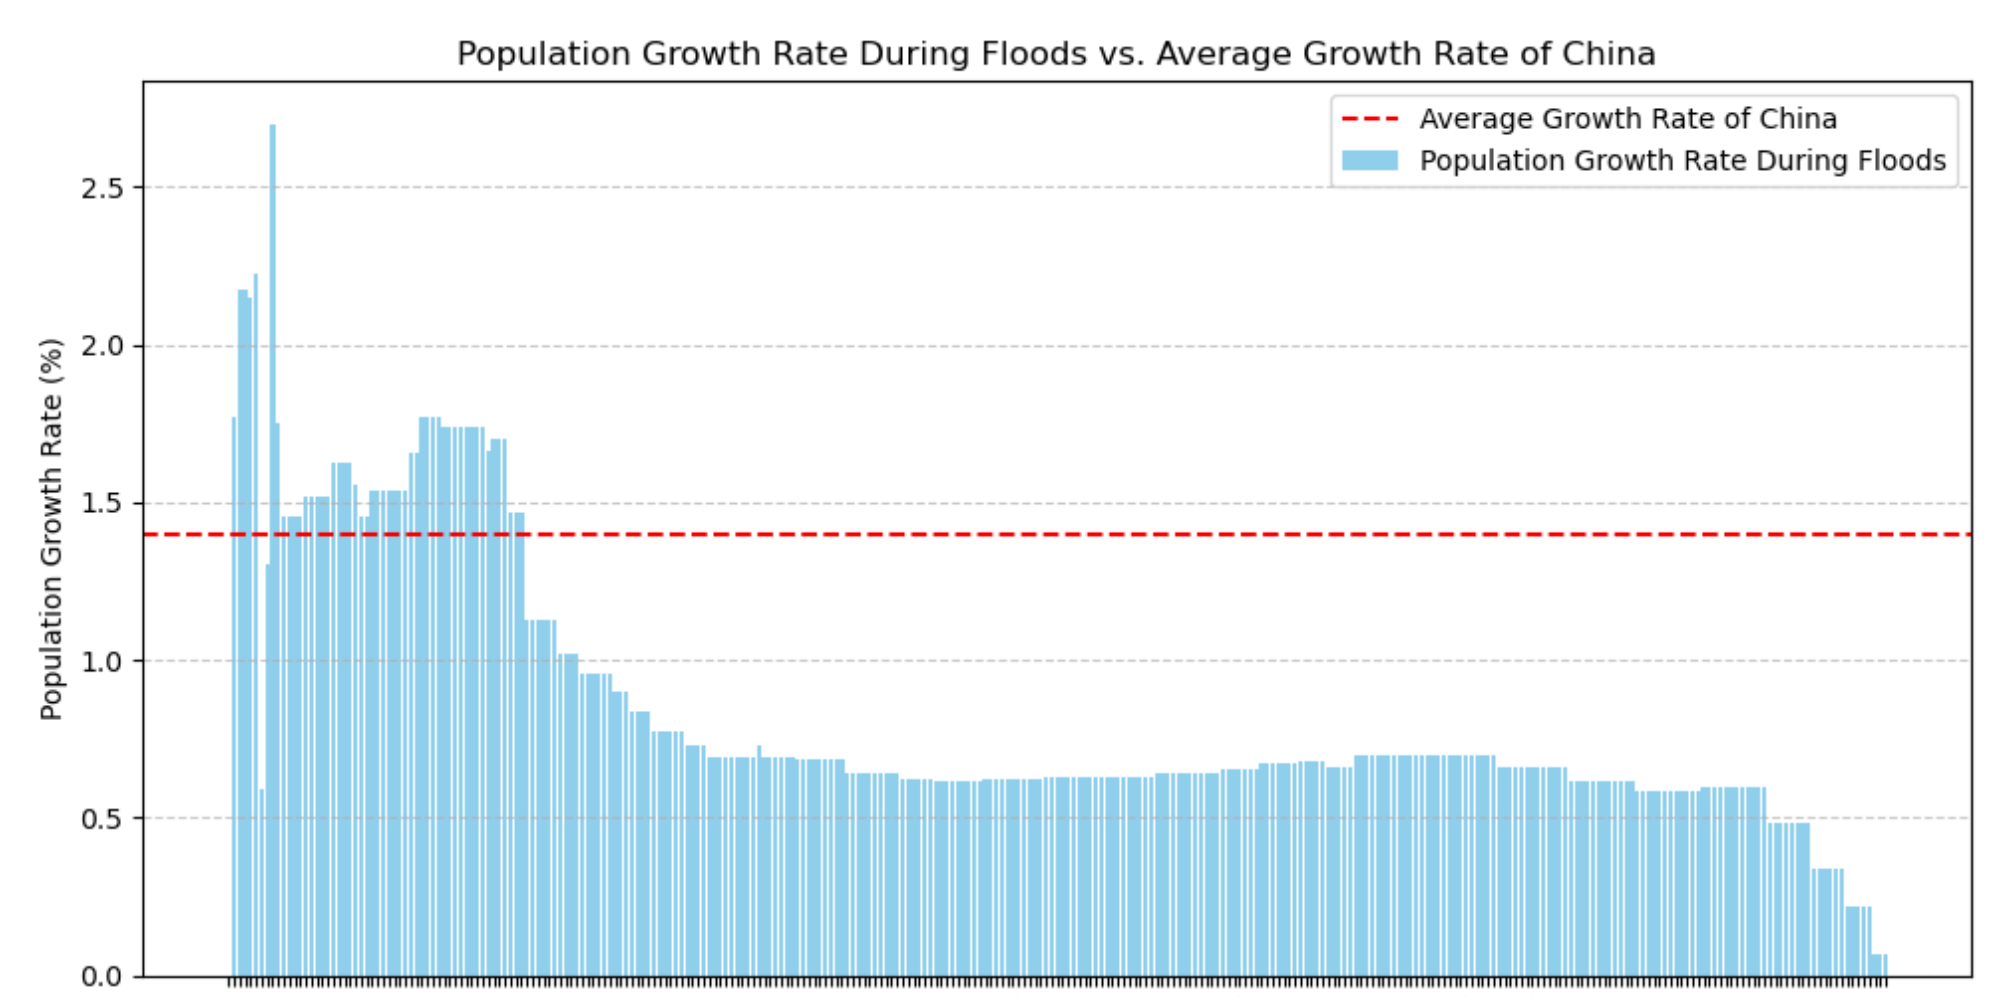 Population Growth Rate During Floods vs. Average Growth Rate of China
Average Growth Rate of China
Population Growth Rate During Floods
Population Growth Rate (%)
2.5
2.0
1.5
1.0
0.5
0.0